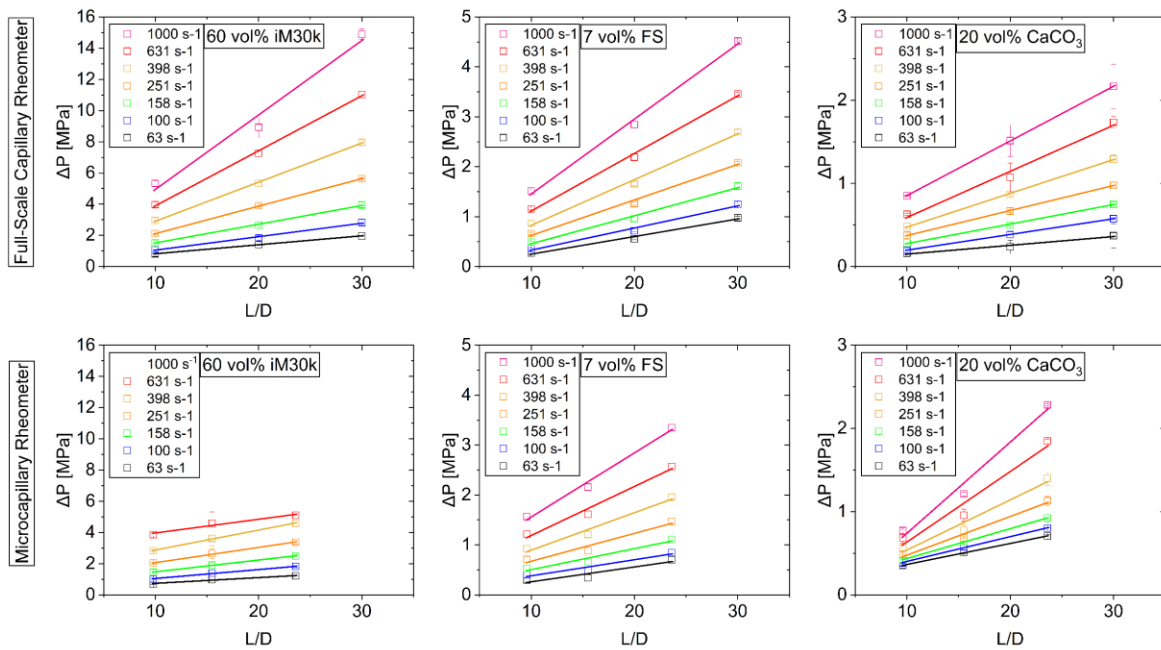 Full-Scale Capillary Rheometer
ΔP [MPa]
16
14
12
10
8
6
4
2
0
1000 s-1
631 s-1
398 s-1
251 s-1
158 s-1
100 s-1
63 s-1
60 vol% iM30k
10 20 30
L/D
ΔP [MPa]
5
4
3
2
1
0
1000 s-1
631 s-1
398 s-1
251 s-1
158 s-1
100 s-1
63 s-1
7 vol% FS
10 20 30
L/D
ΔP [MPa]
3
2
1
0
1000 s-1
631 s-1
398 s-1
251 s-1
158 s-1
100 s-1
63 s-1
20 vol% CaCO₃
10 20 30
L/D
Microcapillary Rheometer
ΔP [MPa]
16
14
12
10
8
6
4
2
0
1000 s⁻¹
631 s-1
398 s-1
251 s-1
158 s-1
100 s-1
63 s-1
60 vol% iM30k
10 20 30
L/D
ΔP [MPa]
5
4
3
2
1
0
1000 s-1
631 s-1
398 s-1
251 s-1
158 s-1
100 s-1
63 s-1
7 vol% FS
10 20 30
L/D
ΔP [MPa]
3
2
1
0
1000 s-1
631 s-1
398 s-1
251 s-1
158 s-1
100 s-1
63 s-1
20 vol% CaCO₃
10 20 30
L/D